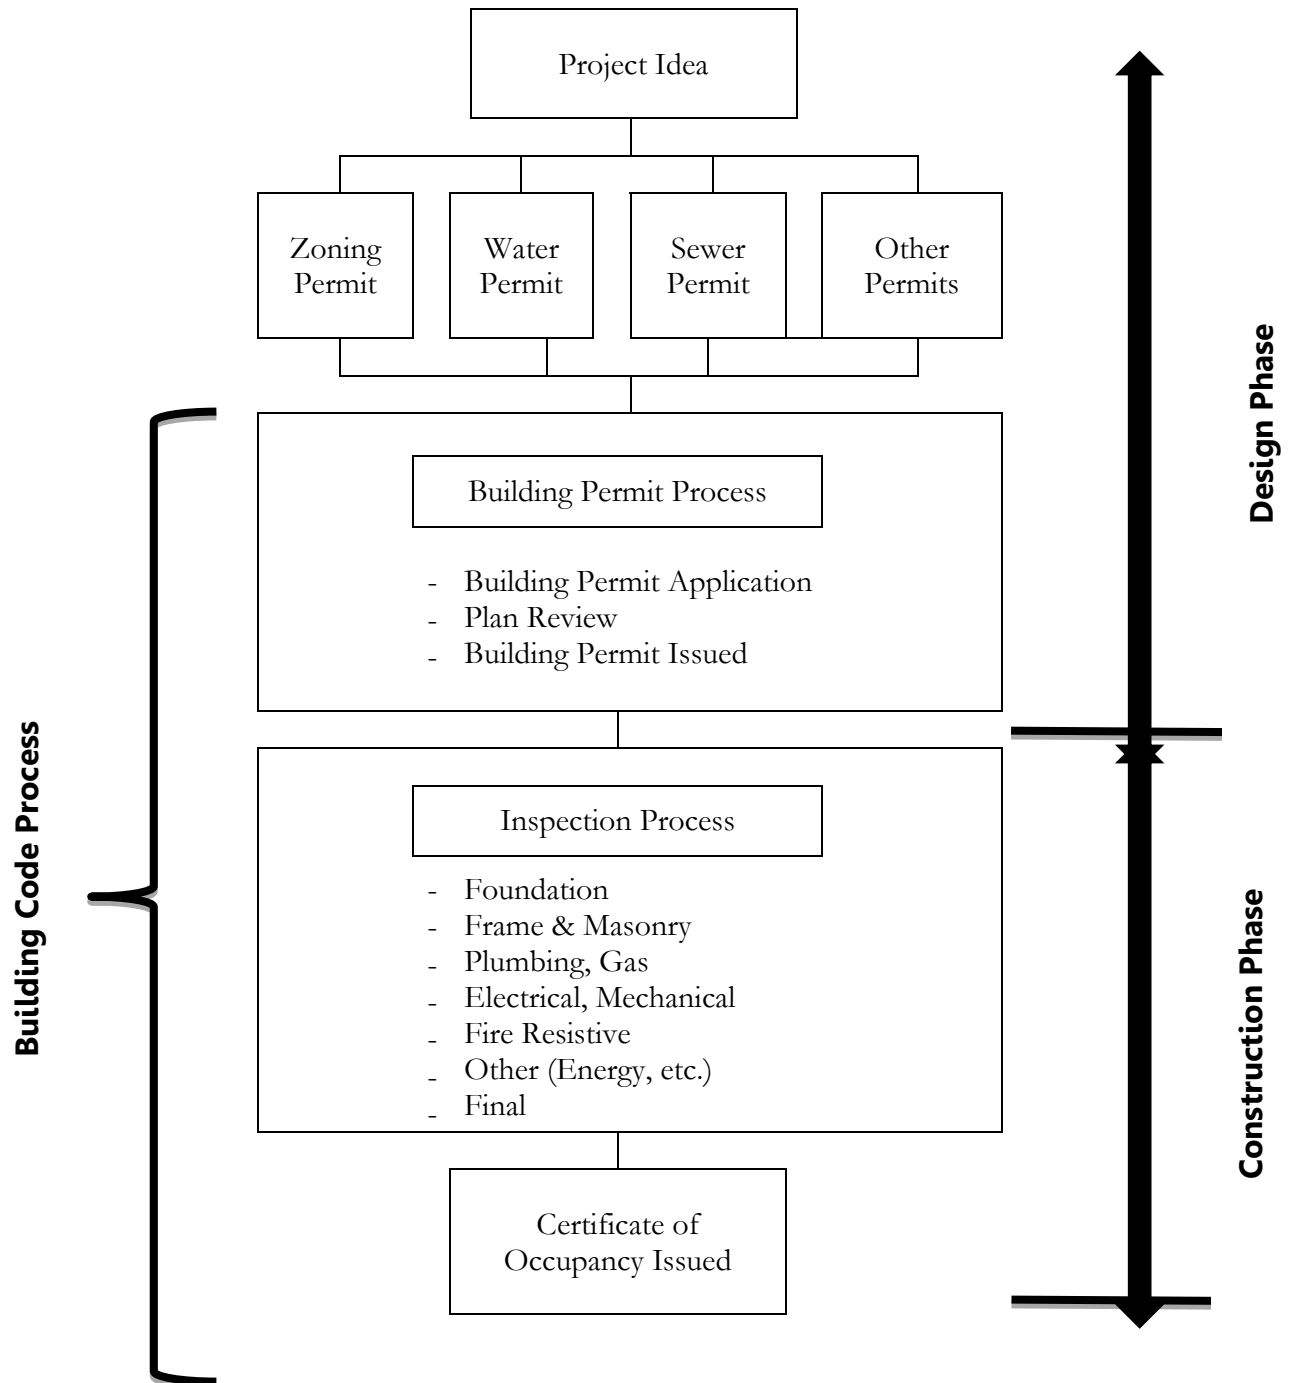 Project Idea
Zoning
Permit
Water
Permit
Sewer
Permit
Other
Permits
Design Phase
Building Permit Process
- Building Permit Application
- Plan Review
- Building Permit Issued
Building Code Process
Inspection Process
- Foundation
- Frame & Masonry
- Plumbing, Gas
- Electrical, Mechanical
- Fire Resistive
- Other (Energy, etc.)
- Final
Construction Phase
Certificate of
Occupancy Issued